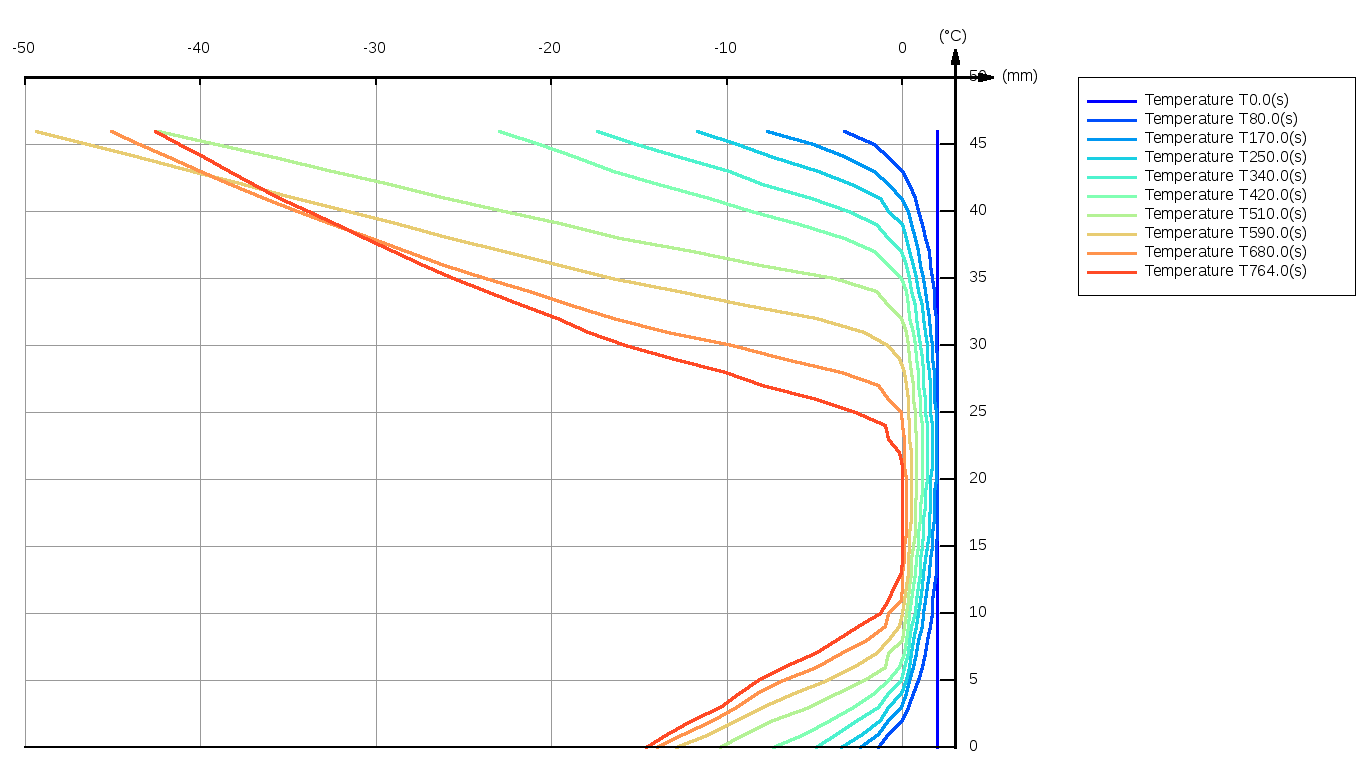 (°C)
-50 -40 -30 -20 -10 0
50 (mm)
Temperature T0.0(s)
Temperature T80.0(s)
Temperature T170.0(s)
Temperature T250.0(s)
Temperature T340.0(s)
Temperature T420.0(s)
Temperature T510.0(s)
Temperature T590.0(s)
Temperature T680.0(s)
Temperature T764.0(s)
45
40
35
30
25
20
15
10
5
0